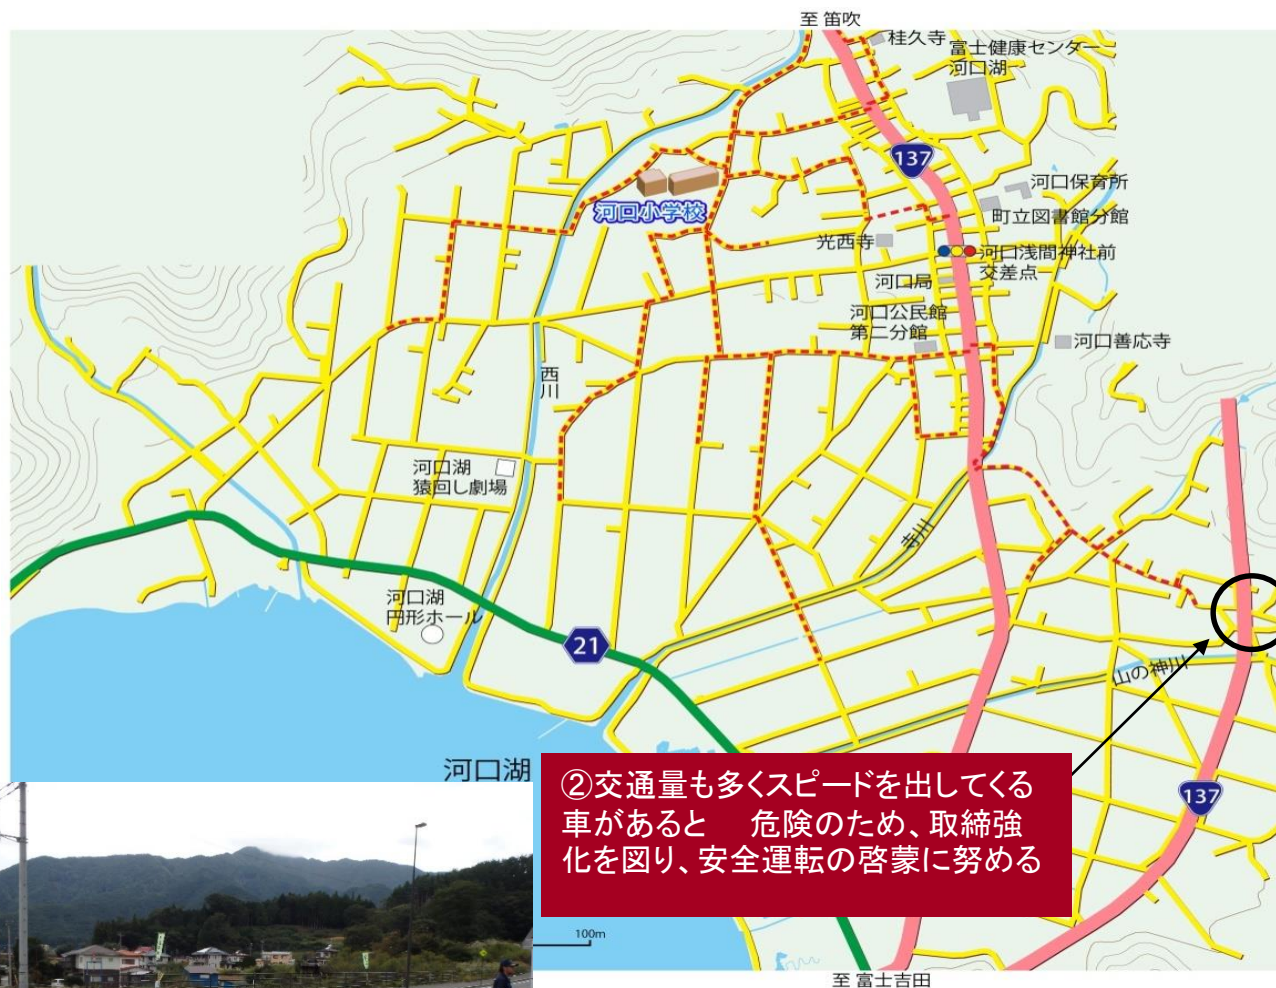 至 笛吹
桂久寺
富士健康センター
河口湖
137
河口保育所
町立図書館分館
河口小学校
光西寺
河口浅間神社前
交差点
河口局
河口公民館
第二分館
河口善応寺
西川
河口湖
猿回し劇場
寺川
河口湖
円形ホール
21
山の神川
河口湖
②交通量も多くスピードを出してくる
車があると　危険のため、取締強
化を図り、安全運転の啓蒙に努める
137
100m
至 富士吉田